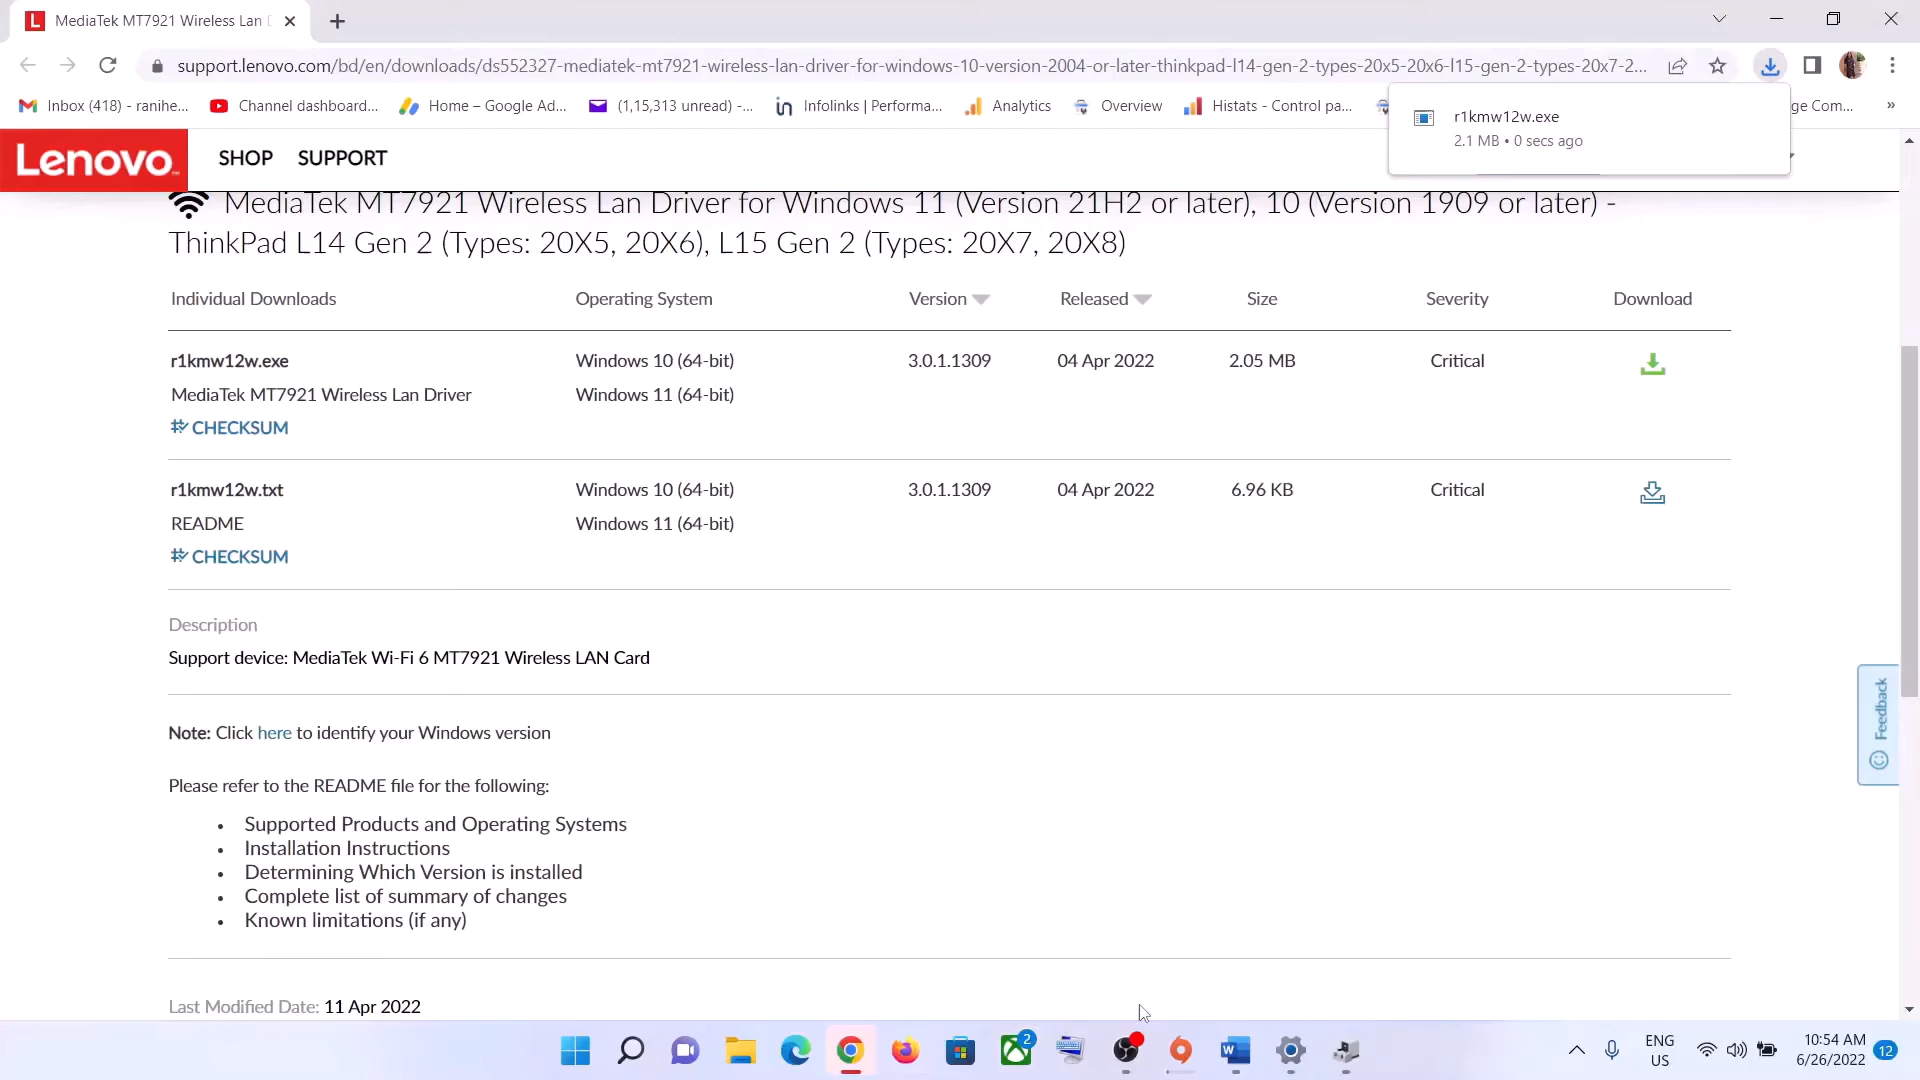 L MediaTek MT7921 Wireless Lan D
support.lenovo.com/bd/en/downloads/ds552327-mediatek-mt7921-wireless-lan-driver-for-windows-10-version-2004-or-later-thinkpad-l14-gen-2-types-20x5-20x6-l15-gen-2-types-20x7-2...
Inbox (418) - ranihe... Channel dashboard... Home – Google Ad... (1,15,313 unread) -... in Infolinks | Performa... Analytics Overview Histats - Control pa... ge Com... »
r1kmw12w.exe
2.1 MB • 0 secs ago
Lenovo SHOP SUPPORT
MediaTek MT7921 Wireless Lan Driver for Windows 11 (Version 21H2 or later), 10 (Version 1909 or later) -
ThinkPad L14 Gen 2 (Types: 20X5, 20X6), L15 Gen 2 (Types: 20X7, 20X8)
Individual Downloads Operating System Version Released Size Severity Download
r1kmw12w.exe Windows 10 (64-bit) 3.0.1.1309 04 Apr 2022 2.05 MB Critical
MediaTek MT7921 Wireless Lan Driver Windows 11 (64-bit)
CHECKSUM
r1kmw12w.txt Windows 10 (64-bit) 3.0.1.1309 04 Apr 2022 6.96 KB Critical
README Windows 11 (64-bit)
CHECKSUM
Description
Support device: MediaTek Wi-Fi 6 MT7921 Wireless LAN Card
Feedback
Note: Click here to identify your Windows version
Please refer to the README file for the following:
• Supported Products and Operating Systems
• Installation Instructions
• Determining Which Version is installed
• Complete list of summary of changes
• Known limitations (if any)
Last Modified Date: 11 Apr 2022
2
ENG
US
10:54 AM
6/26/2022
12